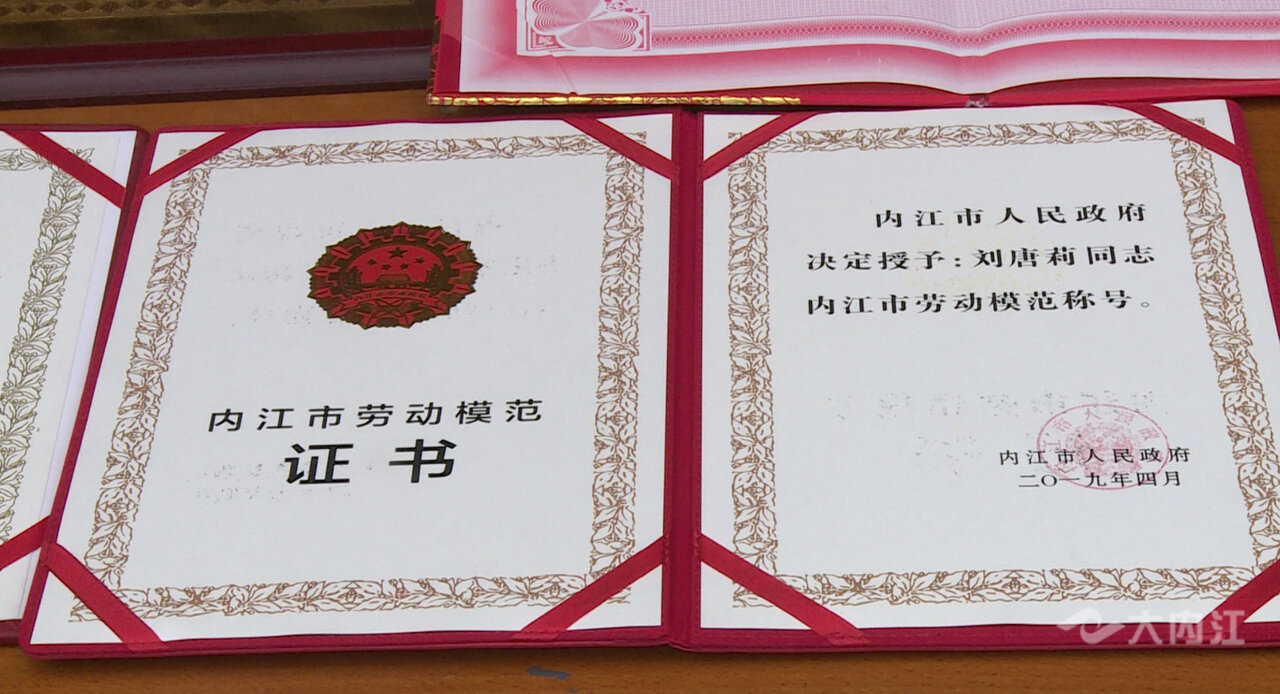 内江市劳动模范
证书
内江市人民政府
决定授予：刘唐莉同志
内江市劳动模范称号。
内江市人民政府
二〇一九年四月
大内江